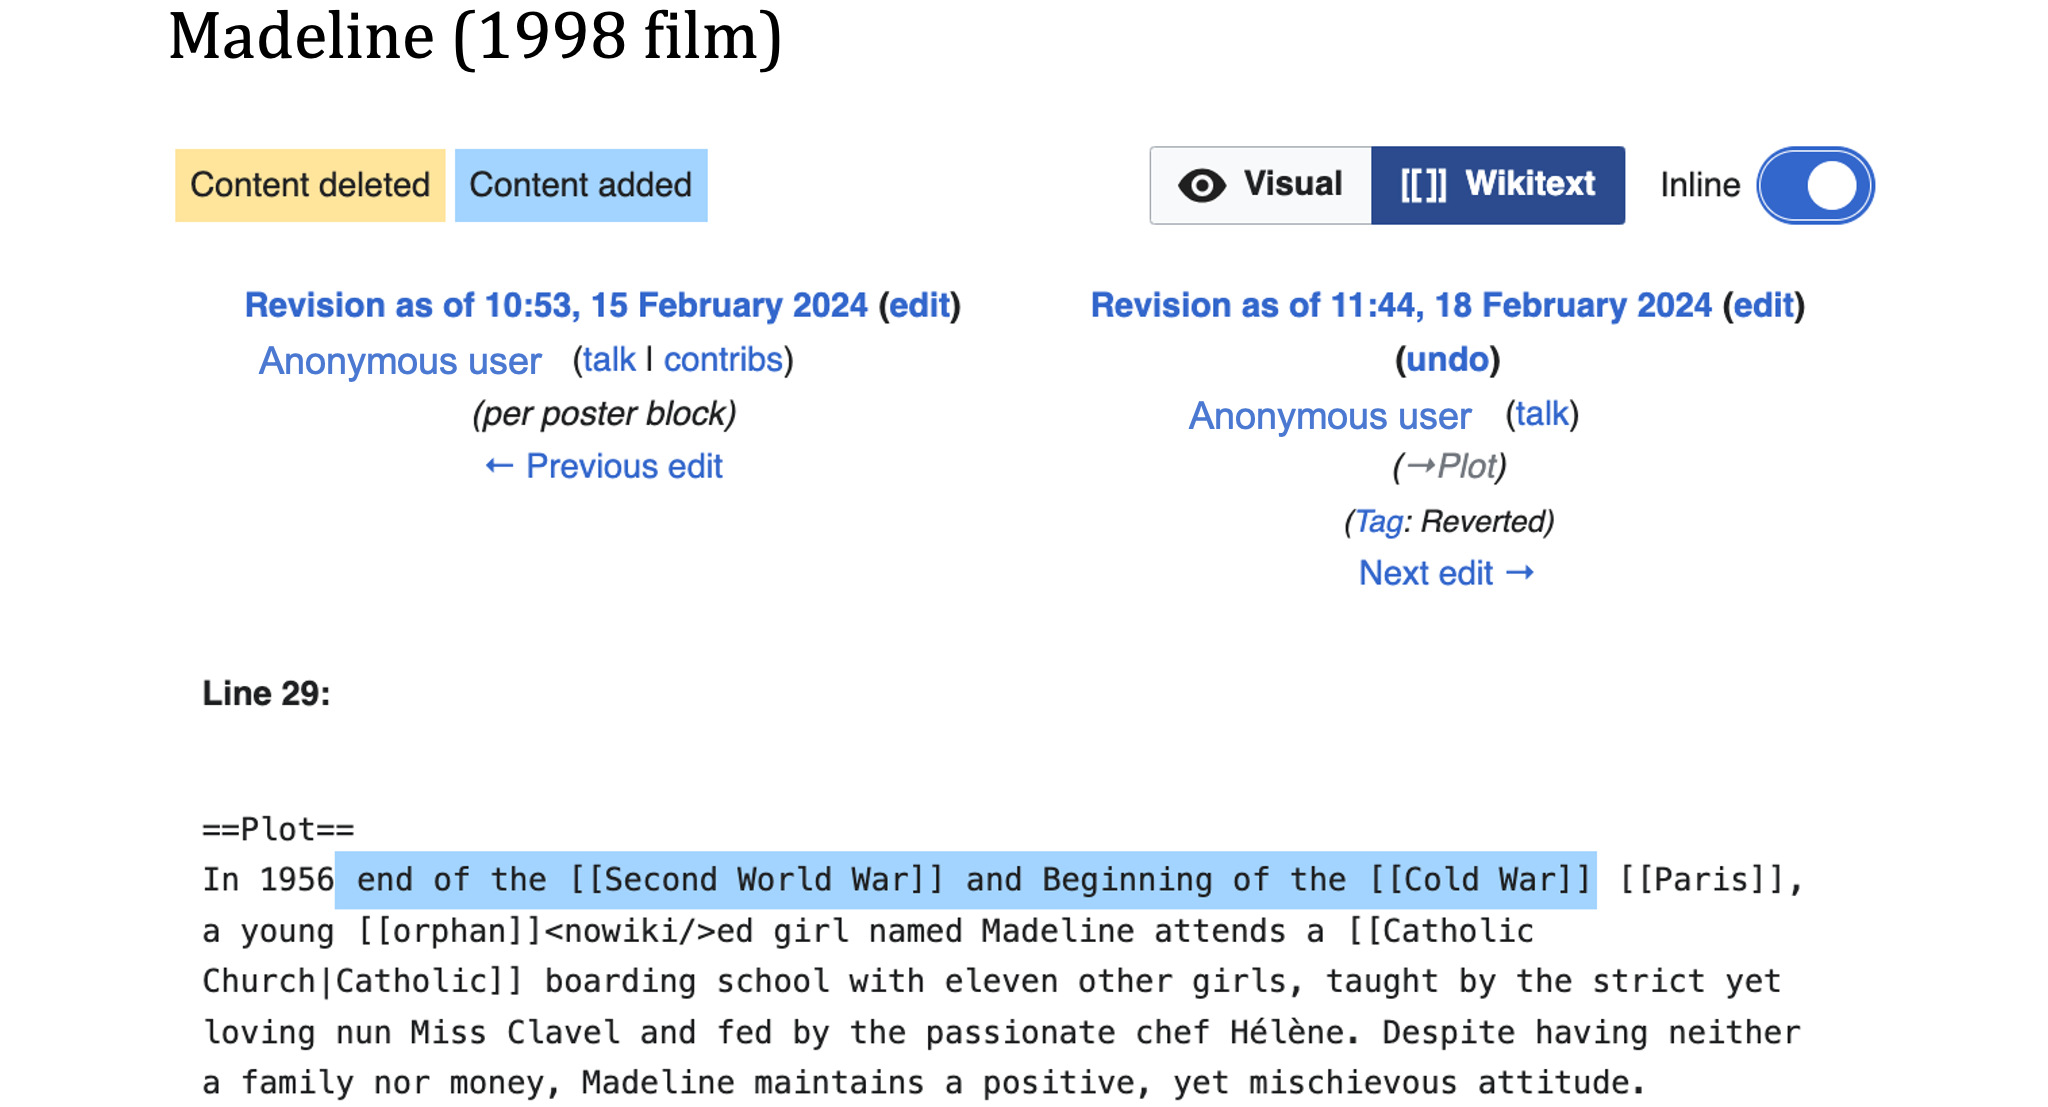 Madeline (1998 film)
Content deleted Content added Visual [[]] Wikitext Inline
Revision as of 10:53, 15 February 2024 (edit)
Anonymous user (talk | contribs)
(per poster block)
← Previous edit
Revision as of 11:44, 18 February 2024 (edit)
(undo)
Anonymous user (talk)
(→Plot)
(Tag: Reverted)
Next edit →
Line 29:
==Plot==
In 1956 end of the [[Second World War]] and Beginning of the [[Cold War]] [[Paris]],
a young [[orphan]]<nowiki/>ed girl named Madeline attends a [[Catholic
Church|Catholic]] boarding school with eleven other girls, taught by the strict yet
loving nun Miss Clavel and fed by the passionate chef Hélène. Despite having neither
a family nor money, Madeline maintains a positive, yet mischievous attitude.